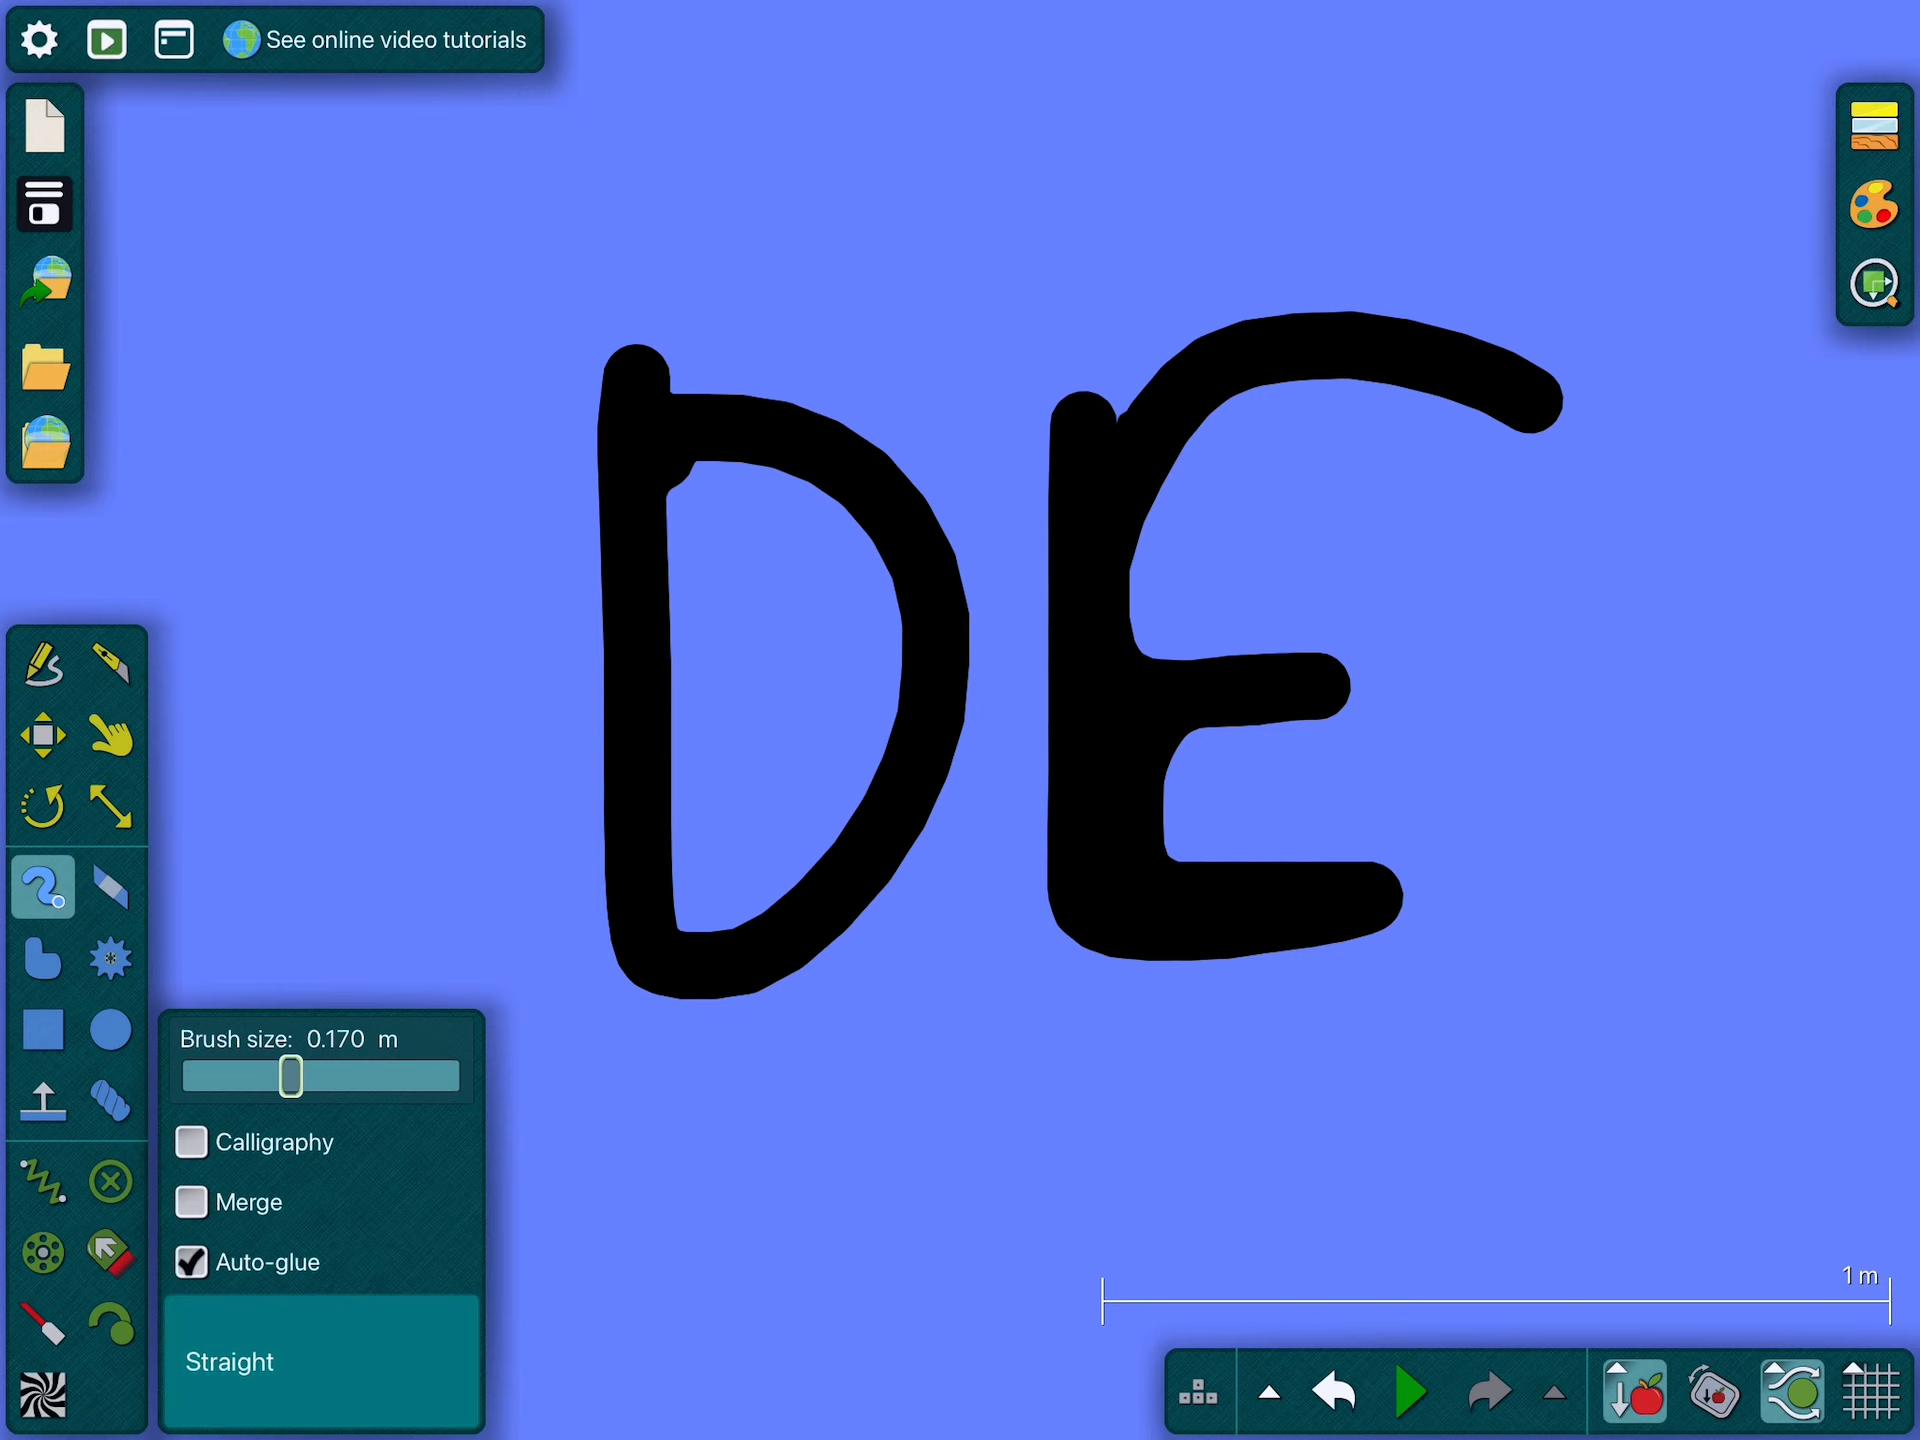 See online video tutorials
DE
Brush size: 0.170 m
Calligraphy
Merge
Auto-glue
Straight
1 m